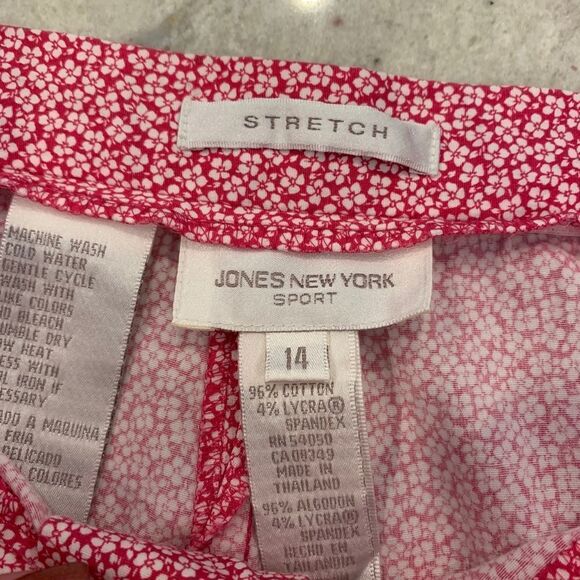 STRETCH
JONES NEW YORK
SPORT
14
96% COTTON
4% LYCRA®
SPANDEX
RN 54050
CA 08349
MADE IN
THAILAND
96% ALGODON
4% LYCRA®
SPANDEX
HECHO EN
TAILANDIA
MACHINE WASH
COLD WATER
GENTLE CYCLE
WASH WITH
LIKE COLORS
BLEACH
TUMBLE DRY
HEAT
WITH
IRON IF
A MAQUINA
FRIA
DELICADO
COLORES